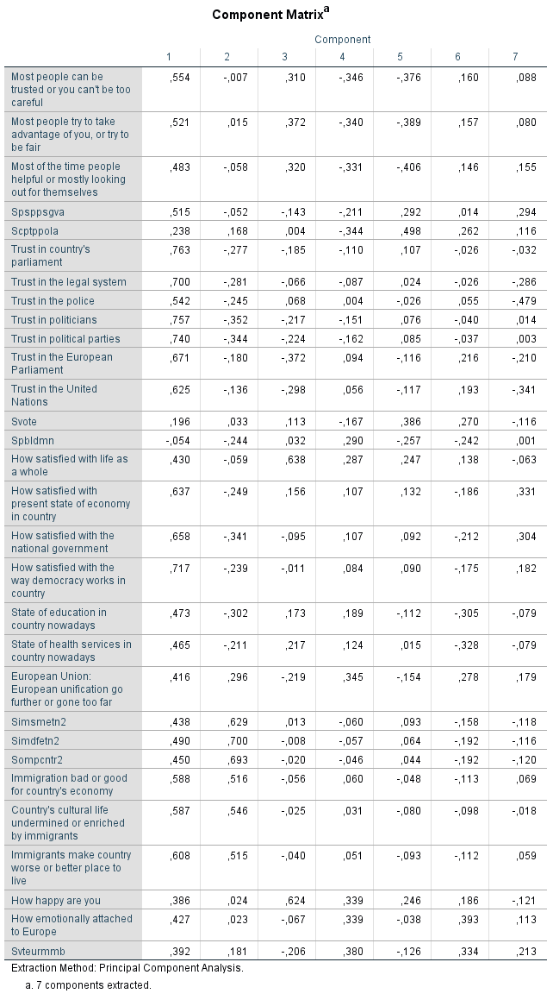 Component Matrixa
Component
1 2 3 4 5 6 7
Most people can be
trusted or you can't be too
careful
,554 -,007 ,310 -,346 -,376 ,160 ,088
Most people try to take
advantage of you, or try to
be fair
,521 ,015 ,372 -,340 -,389 ,157 ,080
Most of the time people
helpful or mostly looking
out for themselves
,483 -,058 ,320 -,331 -,406 ,146 ,155
Spsppsgva ,515 -,052 -,143 -,211 ,292 ,014 ,294
Scptppola ,238 ,168 ,004 -,344 ,498 ,262 ,116
Trust in country's
parliament
,763 -,277 -,185 -,110 ,107 -,026 -,032
Trust in the legal system ,700 -,281 -,066 -,087 ,024 -,026 -,286
Trust in the police ,542 -,245 ,068 ,004 -,026 ,055 -,479
Trust in politicians ,757 -,352 -,217 -,151 ,076 -,040 ,014
Trust in political parties ,740 -,344 -,224 -,162 ,085 -,037 ,003
Trust in the European
Parliament
,671 -,180 -,372 ,094 -,116 ,216 -,210
Trust in the United
Nations
,625 -,136 -,298 ,056 -,117 ,193 -,341
Svote ,196 ,033 ,113 -,167 ,386 ,270 -,116
Spbldmn -,054 -,244 ,032 ,290 -,257 -,242 ,001
How satisfied with life as
a whole
,430 -,059 ,638 ,287 ,247 ,138 -,063
How satisfied with
present state of economy
in country
,637 -,249 ,156 ,107 ,132 -,186 ,331
How satisfied with the
national government
,658 -,341 -,095 ,107 ,092 -,212 ,304
How satisfied with the
way democracy works in
country
,717 -,239 -,011 ,084 ,090 -,175 ,182
State of education in
country nowadays
,473 -,302 ,173 ,189 -,112 -,305 -,079
State of health services in
country nowadays
,465 -,211 ,217 ,124 ,015 -,328 -,079
European Union:
European unification go
further or gone too far
,416 ,296 -,219 ,345 -,154 ,278 ,179
Simsmetn2 ,438 ,629 ,013 -,060 ,093 -,158 -,118
Simdfetn2 ,490 ,700 -,008 -,057 ,064 -,192 -,116
Sompcntr2 ,450 ,693 -,020 -,046 ,044 -,192 -,120
Immigration bad or good
for country's economy
,588 ,516 -,056 ,060 -,048 -,113 ,069
Country's cultural life
undermined or enriched
by immigrants
,587 ,546 -,025 ,031 -,080 -,098 -,018
Immigrants make country
worse or better place to
live
,608 ,515 -,040 ,051 -,093 -,112 ,059
How happy are you ,386 ,024 ,624 ,339 ,246 ,186 -,121
How emotionally attached
to Europe
,427 ,023 -,067 ,339 -,038 ,393 ,113
Svteurmmb ,392 ,181 -,206 ,380 -,126 ,334 ,213
Extraction Method: Principal Component Analysis.
a. 7 components extracted.